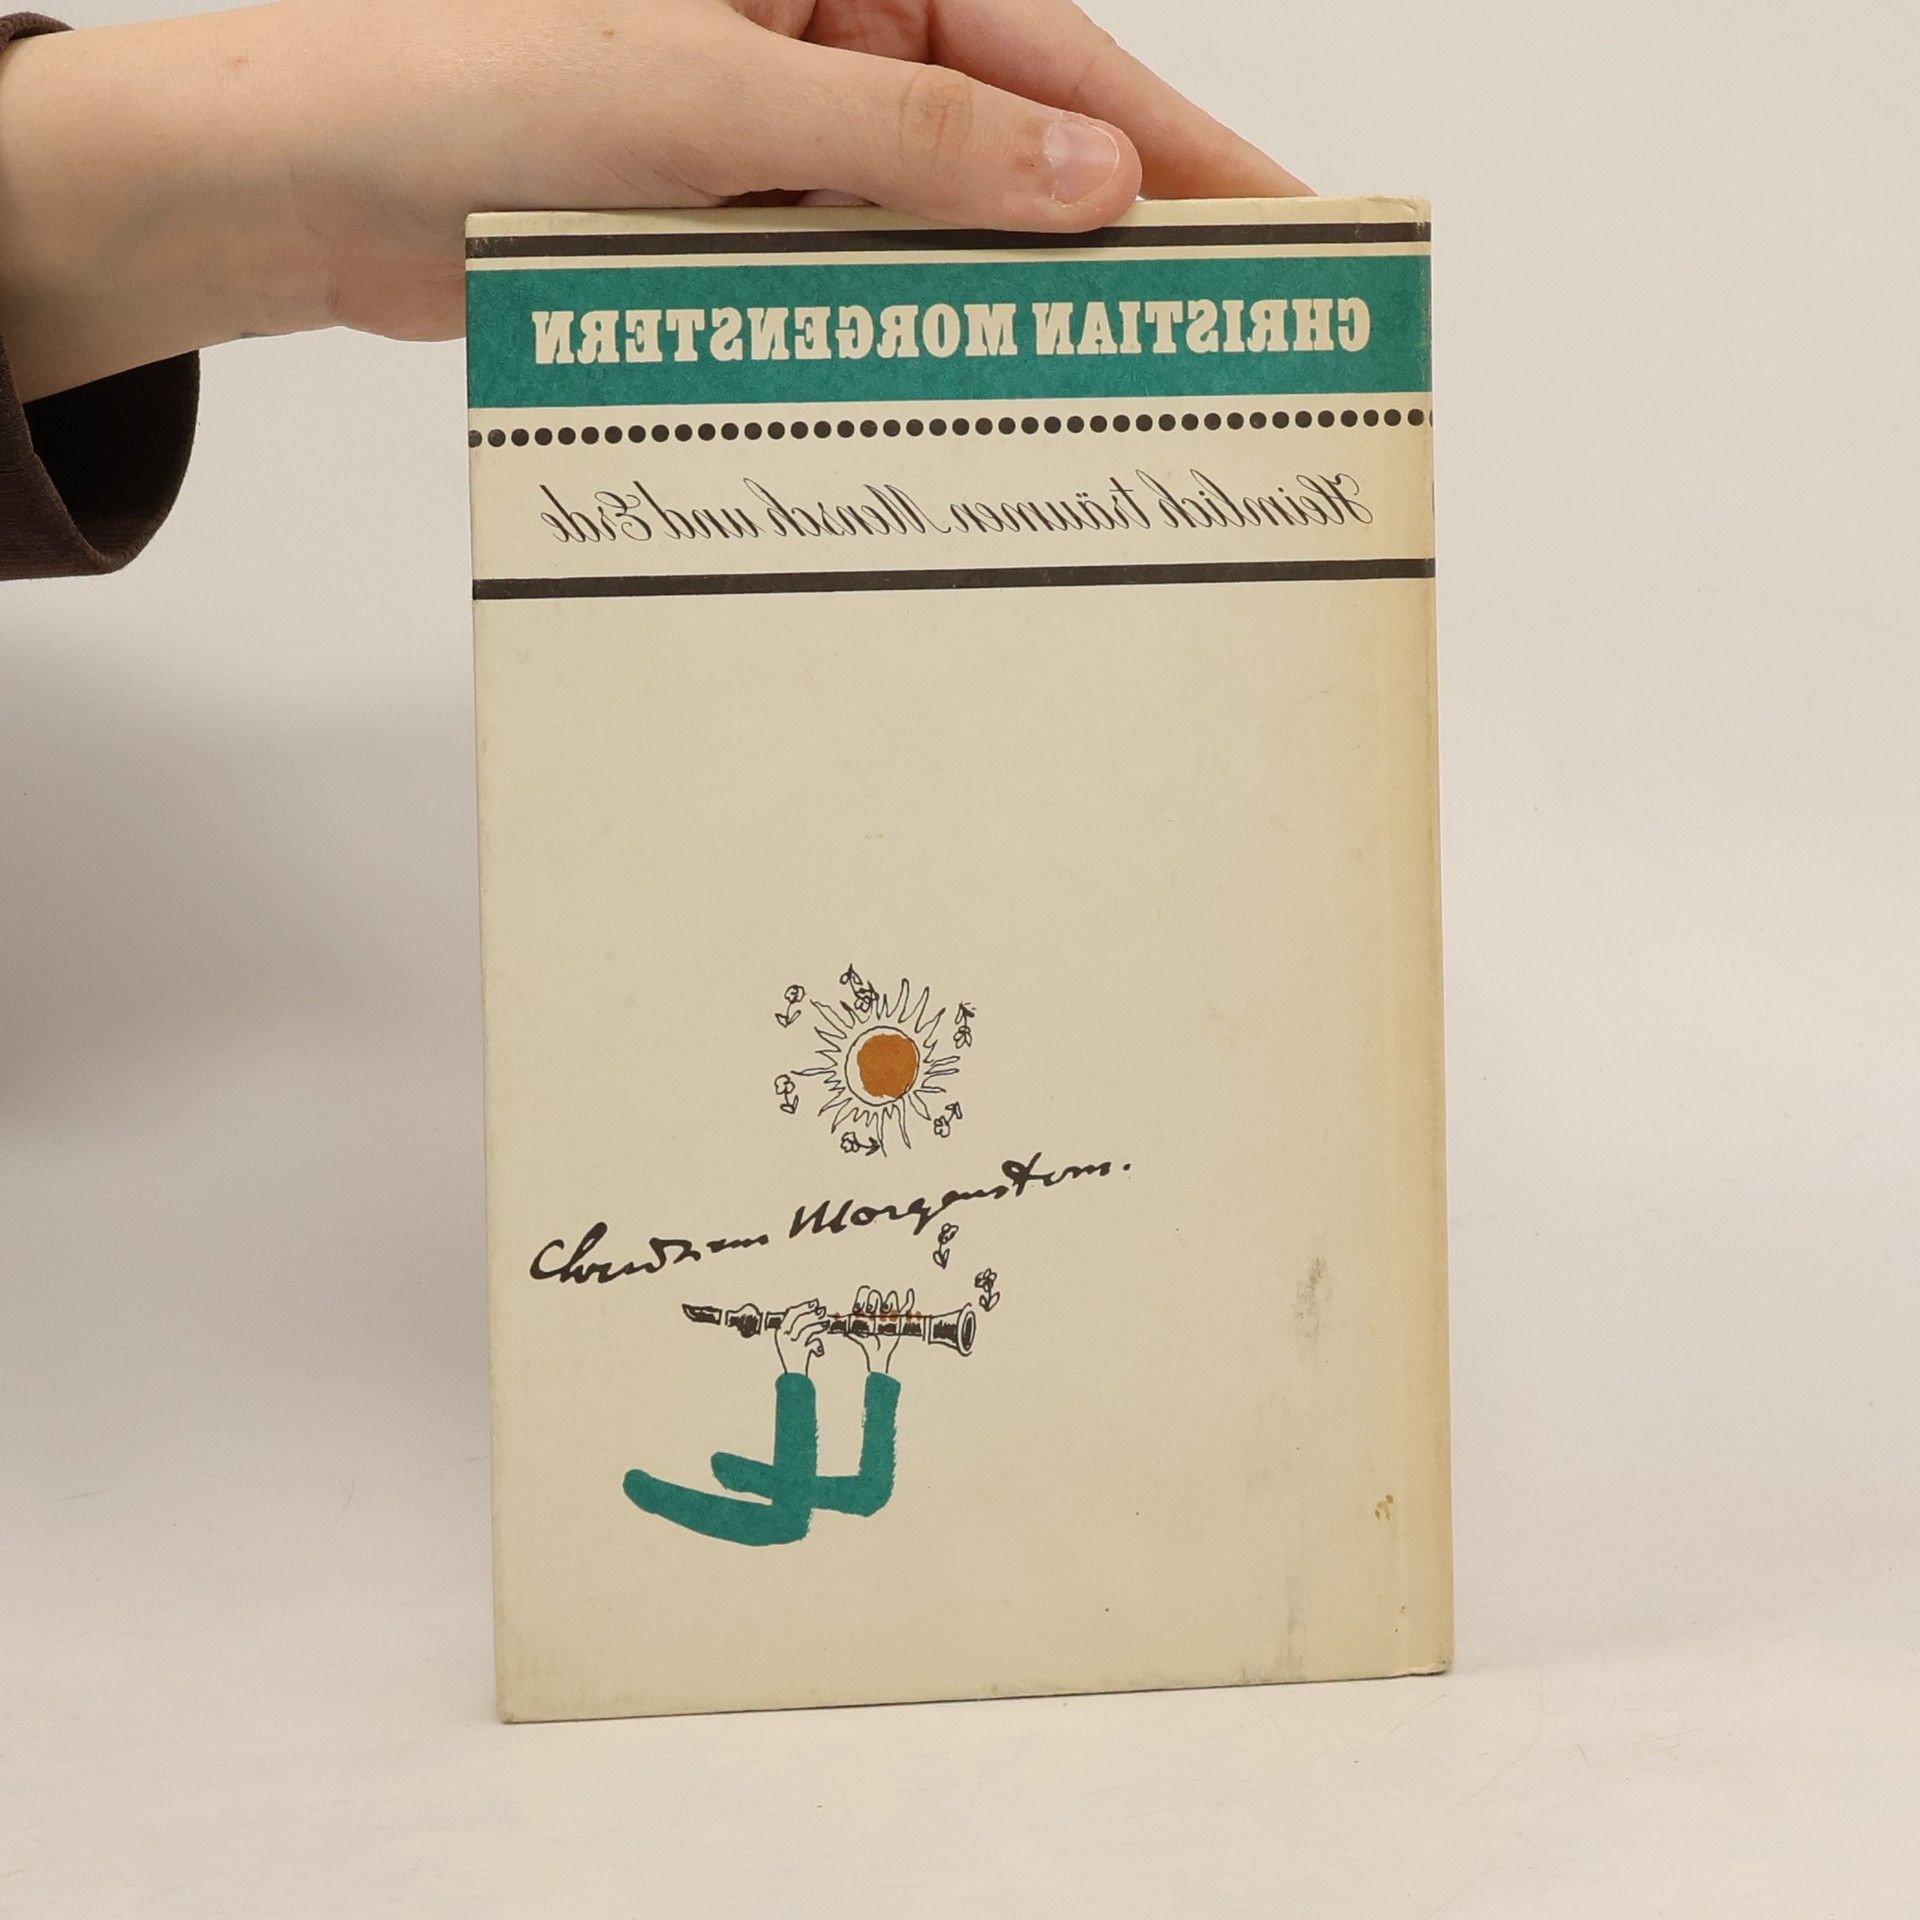 CHRISTIAN MORGENSTERN
Heimlich träumen Mensch und Erde
Christian Morgenstern.